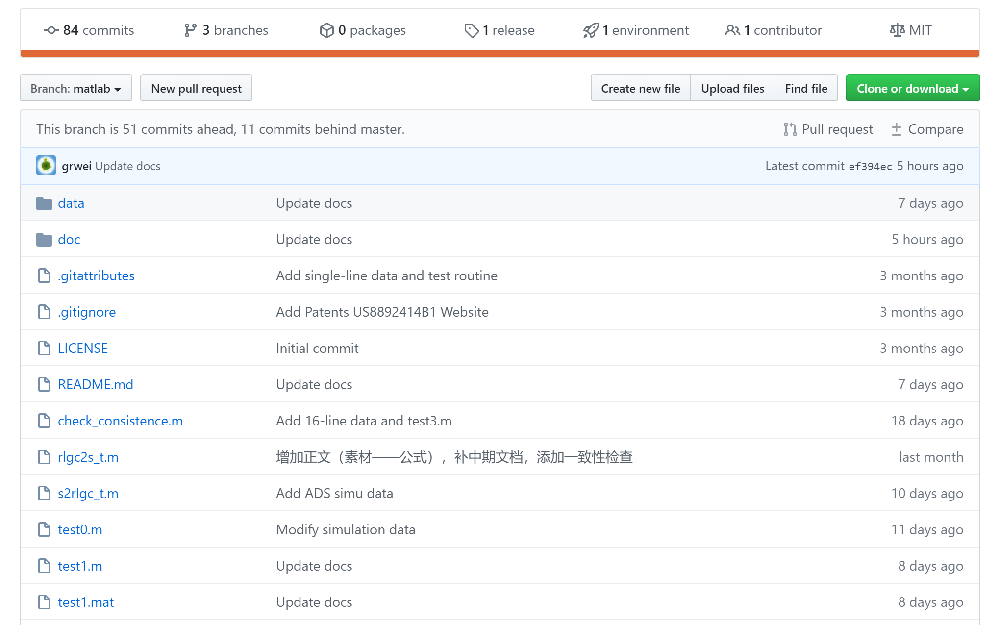 84 commits 3 branches 0 packages 1 release 1 environment 1 contributor MIT
Branch: matlab New pull request Create new file Upload files Find file Clone or download
This branch is 51 commits ahead, 11 commits behind master. Pull request Compare
grwei Update docs Latest commit ef394ec 5 hours ago
data Update docs 7 days ago
doc Update docs 5 hours ago
.gitattributes Add single-line data and test routine 3 months ago
.gitignore Add Patents US8892414B1 Website 3 months ago
LICENSE Initial commit 3 months ago
README.md Update docs 7 days ago
check_consistence.m Add 16-line data and test3.m 18 days ago
rlgc2s_t.m 增加正文（素材——公式），补中期文档，添加一致性检查 last month
s2rlgc_t.m Add ADS simu data 10 days ago
test0.m Modify simulation data 11 days ago
test1.m Update docs 8 days ago
test1.mat Update docs 8 days ago